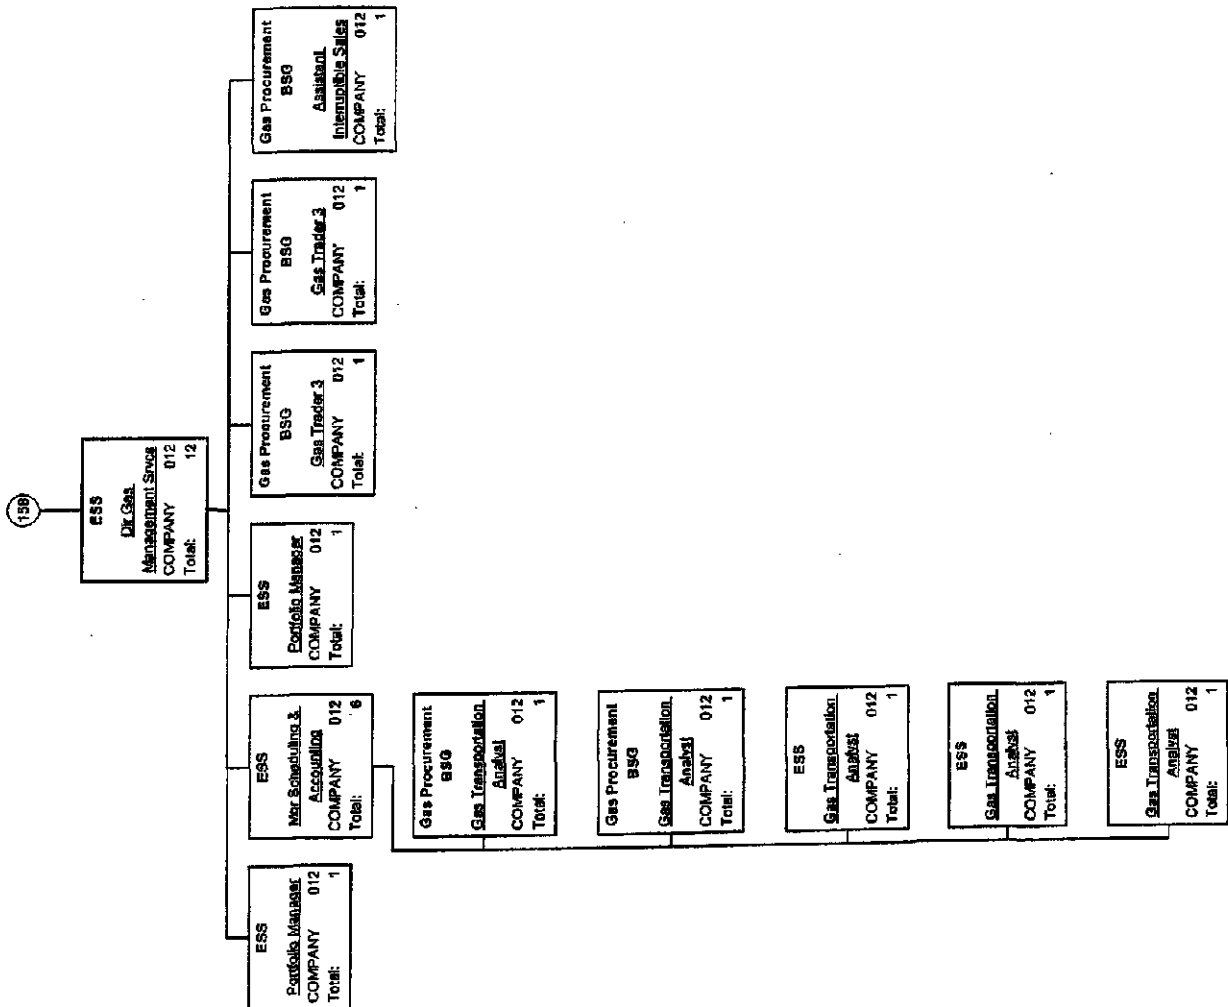 158
ESS
Dir Gas
Management Srvcs
COMPANY 012
Total: 12
ESS
Portfolio Manager
COMPANY 012
Total: 1
ESS
Mgr Scheduling &
Accounting
COMPANY 012
Total: 6
ESS
Portfolio Manager
COMPANY 012
Total: 1
Gas Procurement
BSG
Gas Trader 3
COMPANY 012
Total: 1
Gas Procurement
BSG
Gas Trader 3
COMPANY 012
Total: 1
Gas Procurement
BSG
Assistant
Interruptible Sales
COMPANY 012
Total: 1
Gas Procurement
BSG
Gas Transportation
Analyst
COMPANY 012
Total: 1
Gas Procurement
BSG
Gas Transportation
Analyst
COMPANY 012
Total: 1
ESS
Gas Transportation
Analyst
COMPANY 012
Total: 1
ESS
Gas Transportation
Analyst
COMPANY 012
Total: 1
ESS
Gas Transportation
Analyst
COMPANY 012
Total: 1